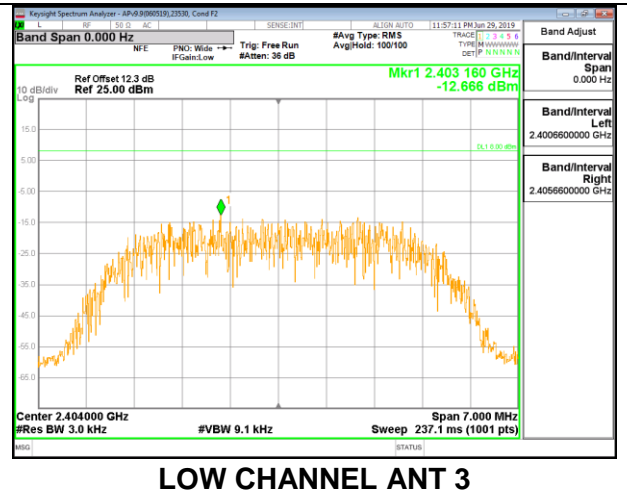 Keysight Spectrum Analyzer - APv9.9(060519),23530, Cond F2
L RF 50 Ω AC SENSE:INT ALIGN AUTO 11:57:11 PM Jun 29, 2019
Band Span 0.000 Hz
NFE
PNO: Wide
IFGain:Low
Trig: Free Run
#Atten: 36 dB
#Avg Type: RMS
Avg|Hold: 100/100
TRACE 1 2 3 4 5 6
TYPE M WWWWW
DET P NNNNN
Band Adjust
Band/Interval
Span
0.000 Hz
Band/Interval
Left
2.4006600000 GHz
Band/Interval
Right
2.4056600000 GHz
Ref Offset 12.3 dB
10 dB/div Ref 25.00 dBm
Log
Mkr1 2.403 160 GHz
-12.666 dBm
15.0
DL1 8.00 dBm
5.00
-5.00
1
-15.0
-25.0
-35.0
-45.0
-55.0
-65.0
Center 2.404000 GHz Span 7.000 MHz
#Res BW 3.0 kHz #VBW 9.1 kHz Sweep 237.1 ms (1001 pts)
MSG STATUS
LOW CHANNEL ANT 3